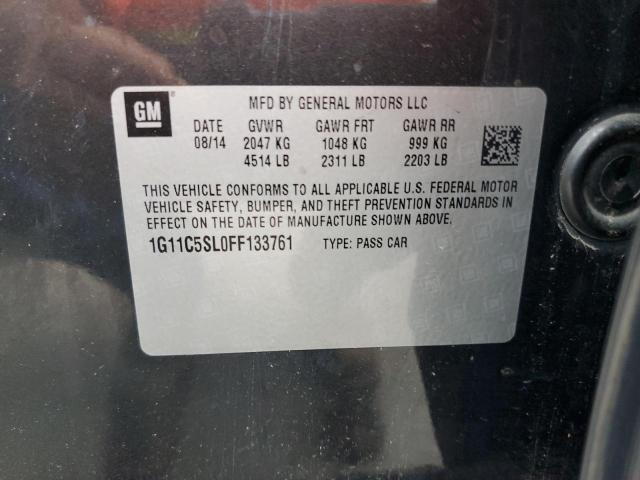 GM
MFD BY GENERAL MOTORS LLC
DATE GVWR GAWR FRT GAWR RR
08/14 2047 KG 1048 KG 999 KG
4514 LB 2311 LB 2203 LB
THIS VEHICLE CONFORMS TO ALL APPLICABLE U.S. FEDERAL MOTOR
VEHICLE SAFETY, BUMPER, AND THEFT PREVENTION STANDARDS IN
EFFECT ON THE DATE OF MANUFACTURE SHOWN ABOVE.
1G11C5SL0FF133761 TYPE: PASS CAR